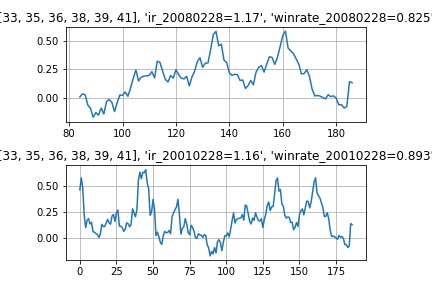 [33, 35, 36, 38, 39, 41], 'ir_20080228=1.17', 'winrate_20080228=0.825'
0.50
0.25
0.00
80 100 120 140 160 180
[33, 35, 36, 38, 39, 41], 'ir_20010228=1.16', 'winrate_20010228=0.893'
0.50
0.25
0.00
0 25 50 75 100 125 150 175